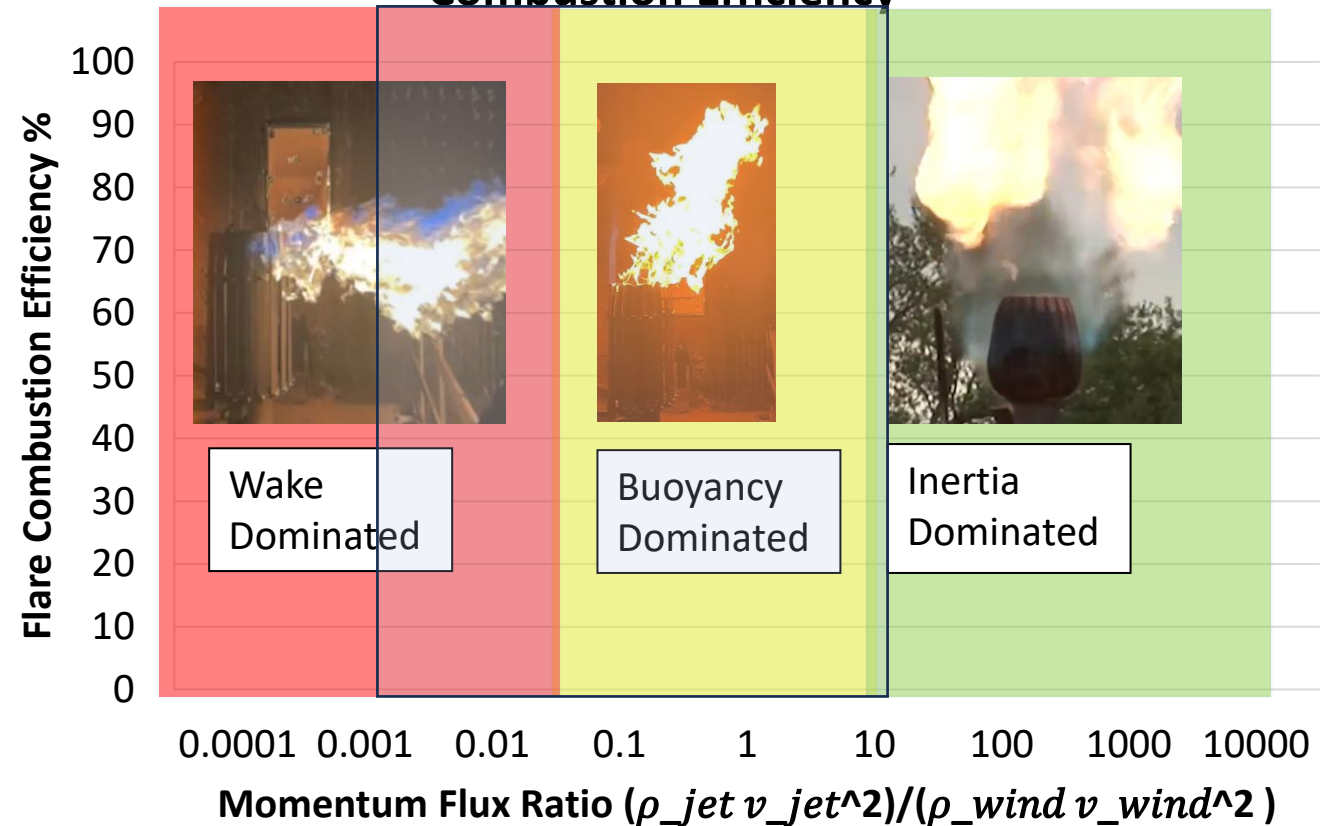 Combustion Efficiency
Flare Combustion Efficiency %
100
90
80
70
60
50
40
30
20
10
0
Wake
Dominated
Buoyancy
Dominated
Inertia
Dominated
0.0001 0.001 0.01 0.1 1 10 100 1000 10000
Momentum Flux Ratio (ρ_jet v_jet^2)/(ρ_wind v_wind^2 )